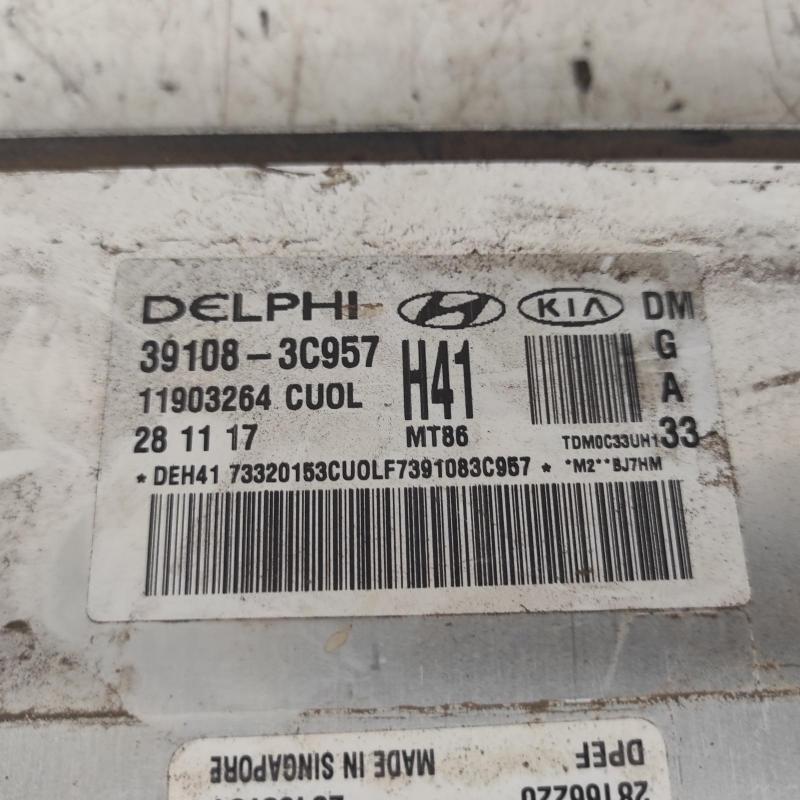 DELPHI KIA DM
39108-3C957 H41 G
11903264 CUOL A
28 11 17 MT86 TDM0C33UH1 33
*DEH41 73320153CUOLF7391083C957* *M2**BJ7HM
28166220
DPEF MADE IN SINGAPORE